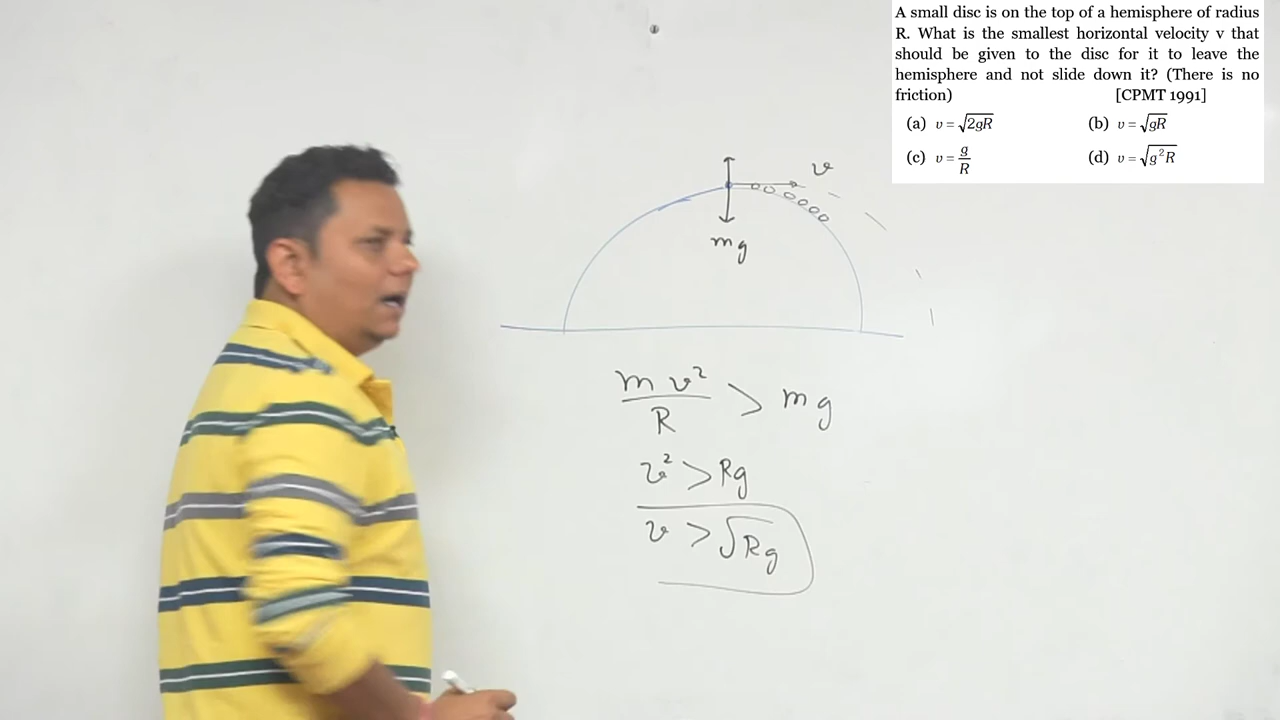 A small disc is on the top of a hemisphere of radius
R. What is the smallest horizontal velocity v that
should be given to the disc for it to leave the
hemisphere and not slide down it? (There is no
friction) [CPMT 1991]
(a) v = √2gR (b) v = √gR
(c) v = g/R (d) v = √g²R
v
mg
mv²/R > mg
v² > Rg
v > √Rg